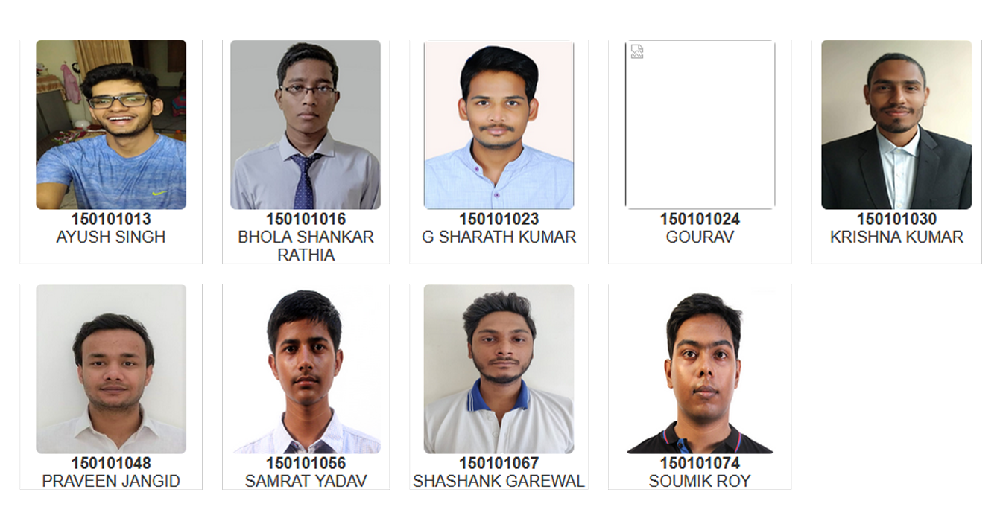 150101013
AYUSH SINGH
150101016
BHOLA SHANKAR
RATHIA
150101023
G SHARATH KUMAR
150101024
GOURAV
150101030
KRISHNA KUMAR
150101048
PRAVEEN JANGID
150101056
SAMRAT YADAV
150101067
SHASHANK GAREWAL
150101074
SOUMIK ROY